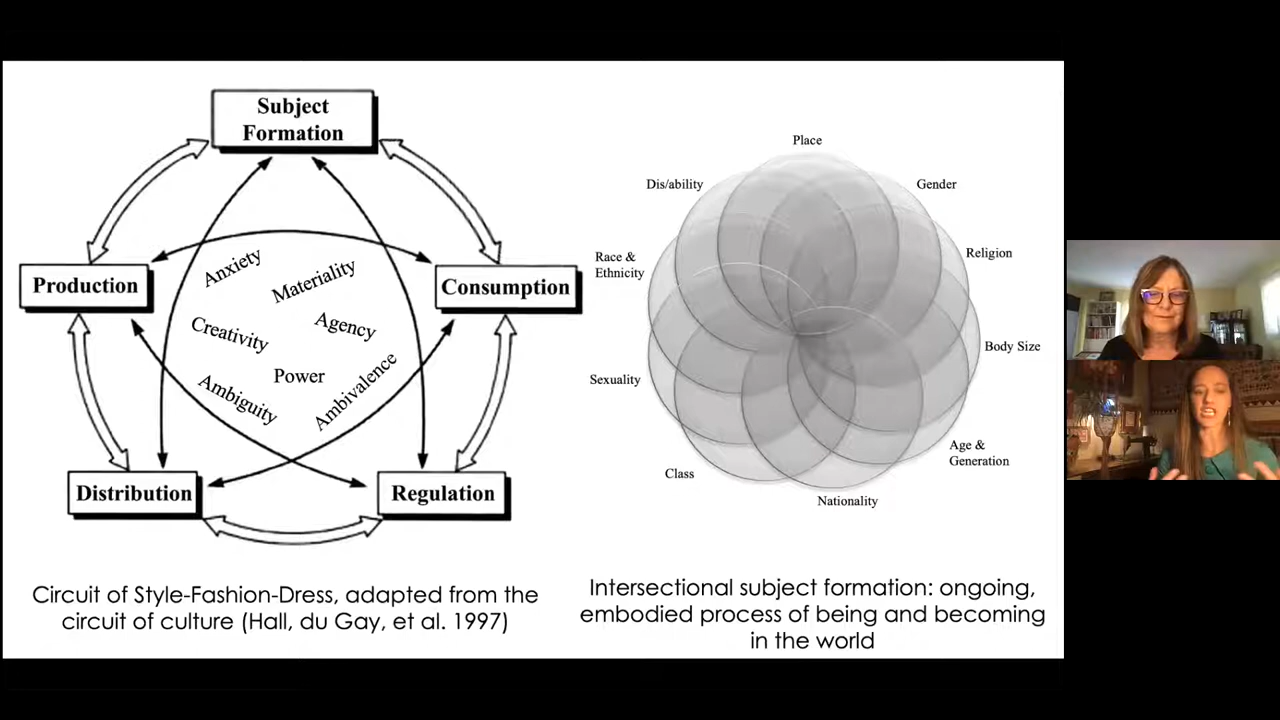 Subject
Formation
Production
Consumption
Anxiety
Materiality
Creativity
Agency
Power
Ambiguity
Ambivalence
Distribution
Regulation
Circuit of Style-Fashion-Dress, adapted from the
circuit of culture (Hall, du Gay, et al. 1997)
Place
Dis/ability
Gender
Race &
Ethnicity
Religion
Body Size
Sexuality
Age &
Generation
Class
Nationality
Intersectional subject formation: ongoing,
embodied process of being and becoming
in the world